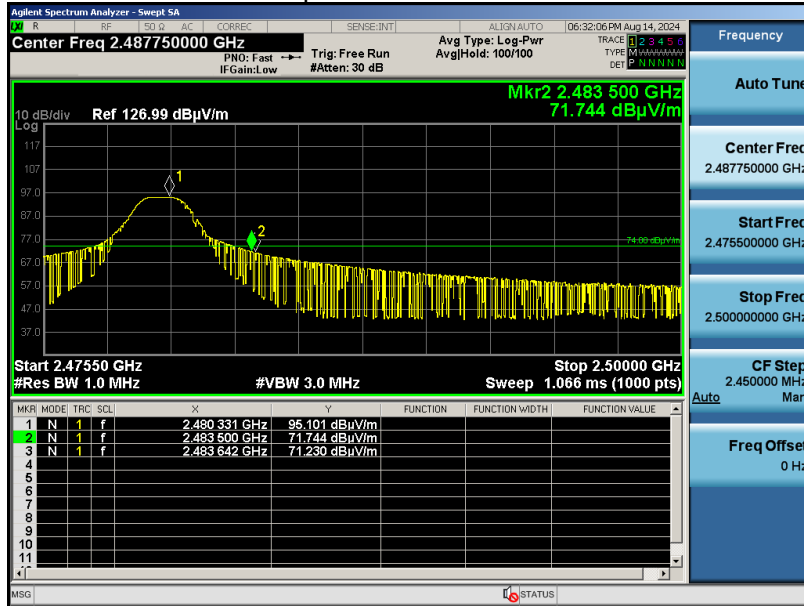 Agilent Spectrum Analyzer - Swept SA
LXI R RF 50 Ω AC CORREC SENSE:INT ALIGNAUTO 06:32:06 PM Aug 14, 2024
Center Freq 2.487750000 GHz
PNO: Fast
IFGain:Low
Trig: Free Run
#Atten: 30 dB
Avg Type: Log-Pwr
Avg|Hold: 100/100
TRACE 1 2 3 4 5 6
TYPE M
DET P N N N N N
Mkr2 2.483 500 GHz
71.744 dBμV/m
10 dB/div Ref 126.99 dBμV/m
Log
117
107
97.0
87.0
77.0
67.0
57.0
47.0
37.0
1
2
74.00 dBμV/m
Start 2.47550 GHz Stop 2.50000 GHz
#Res BW 1.0 MHz #VBW 3.0 MHz Sweep 1.066 ms (1000 pts)
MKR MODE TRC SCL X Y FUNCTION FUNCTION WIDTH FUNCTION VALUE
1 N 1 f 2.480 331 GHz 95.101 dBμV/m
2 N 1 f 2.483 500 GHz 71.744 dBμV/m
3 N 1 f 2.483 642 GHz 71.230 dBμV/m
4
5
6
7
8
9
10
11
MSG STATUS
Frequency
Auto Tune
Center Freq
2.487750000 GHz
Start Freq
2.475500000 GHz
Stop Freq
2.500000000 GHz
CF Step
2.450000 MHz
Auto Man
Freq Offset
0 Hz